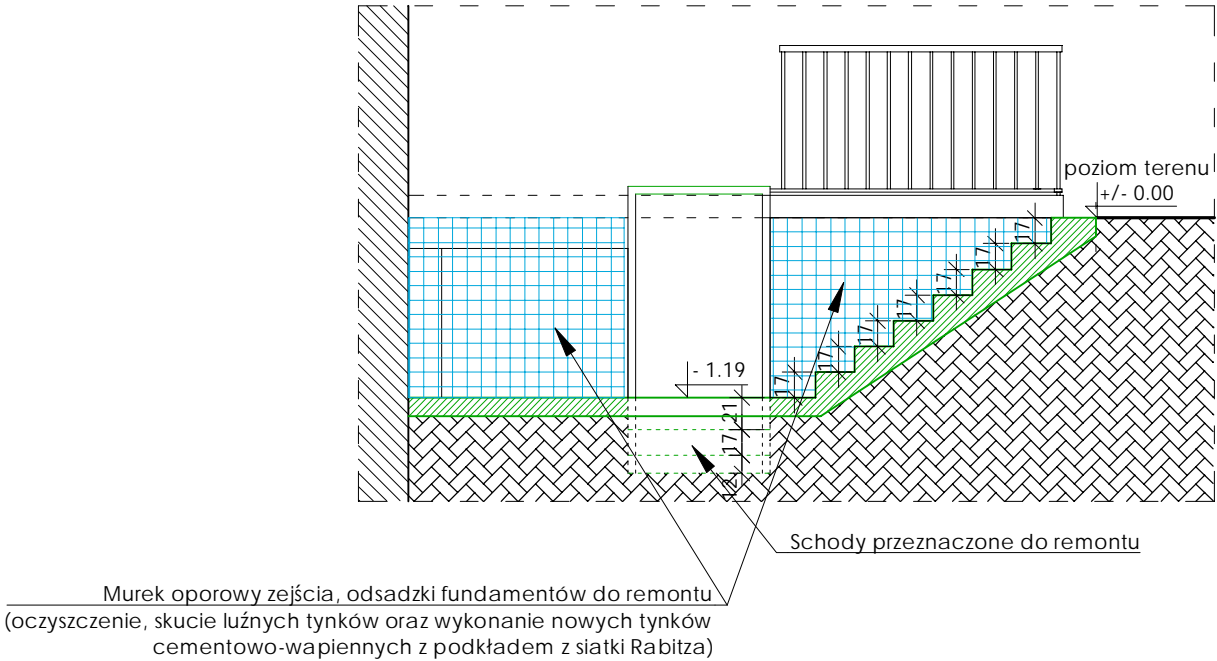 poziom terenu
+/- 0.00
17
17
17
17
17
17
17
- 1.19
21
17
12
Schody przeznaczone do remontu
Murek oporowy zejścia, odsadzki fundamentów do remontu
(oczyszczenie, skucie luźnych tynków oraz wykonanie nowych tynków
cementowo-wapiennych z podkładem z siatki Rabitza)